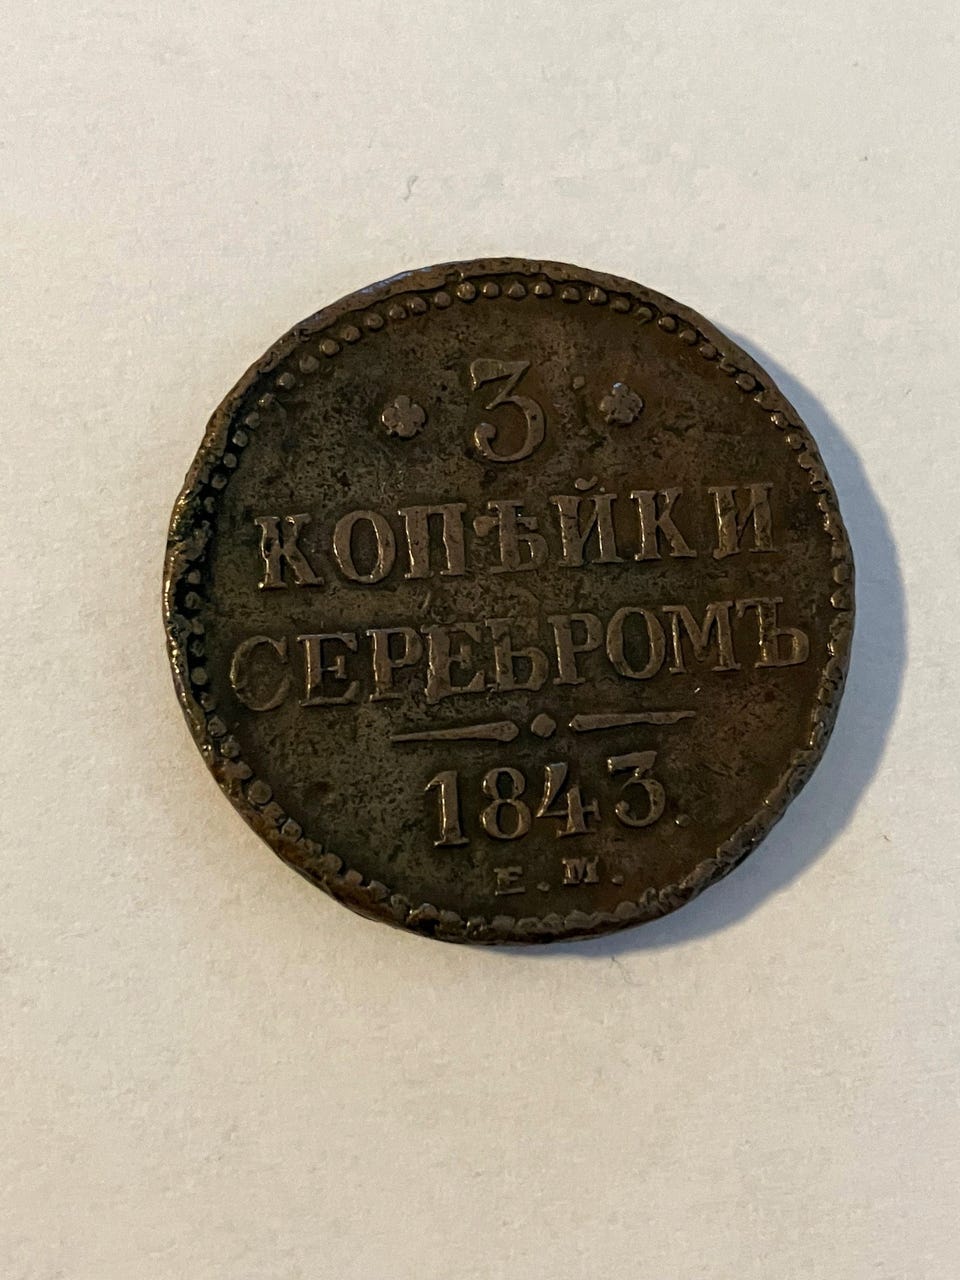 3
КОПѢЙКИ
СЕРЕБРОМЪ
1843.
Е. М.